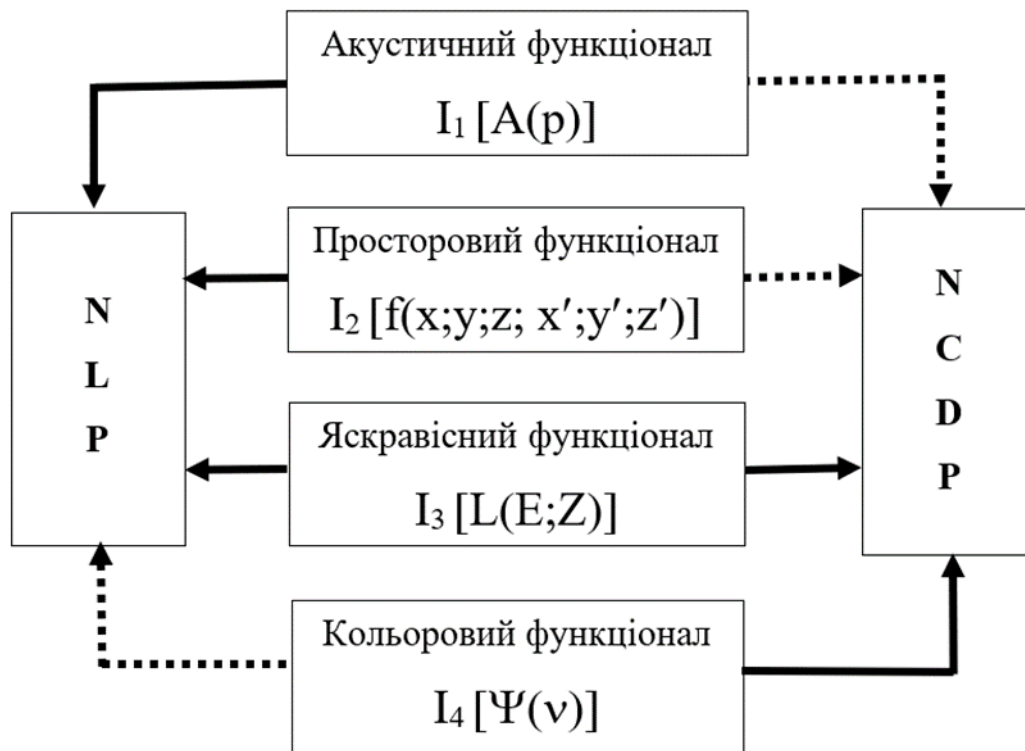 Акустичний функціонал
I₁ [A(p)]
Просторовий функціонал
I₂ [f(x;y;z; x′;y′;z′)]
Яскравісний функціонал
I₃ [L(E;Z)]
Кольоровий функціонал
I₄ [Ψ(ν)]
N
L
P
N
C
D
P